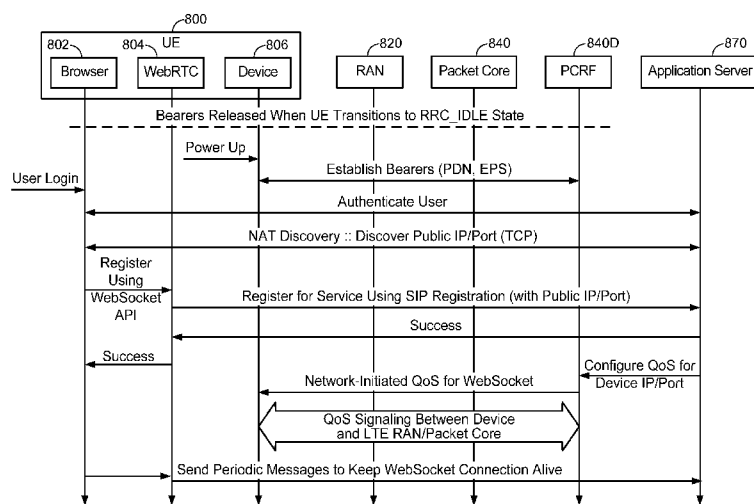 800
UE
802
804
806
820
840
840D
870
Browser
WebRTC
Device
RAN
Packet Core
PCRF
Application Server
Bearers Released When UE Transitions to RRC_IDLE State
Power Up
Establish Bearers (PDN, EPS)
User Login
Authenticate User
NAT Discovery :: Discover Public IP/Port (TCP)
Register
Using
WebSocket
API
Register for Service Using SIP Registration (with Public IP/Port)
Success
Success
Configure QoS for
Device IP/Port
Network-Initiated QoS for WebSocket
QoS Signaling Between Device
and LTE RAN/Packet Core
Send Periodic Messages to Keep WebSocket Connection Alive